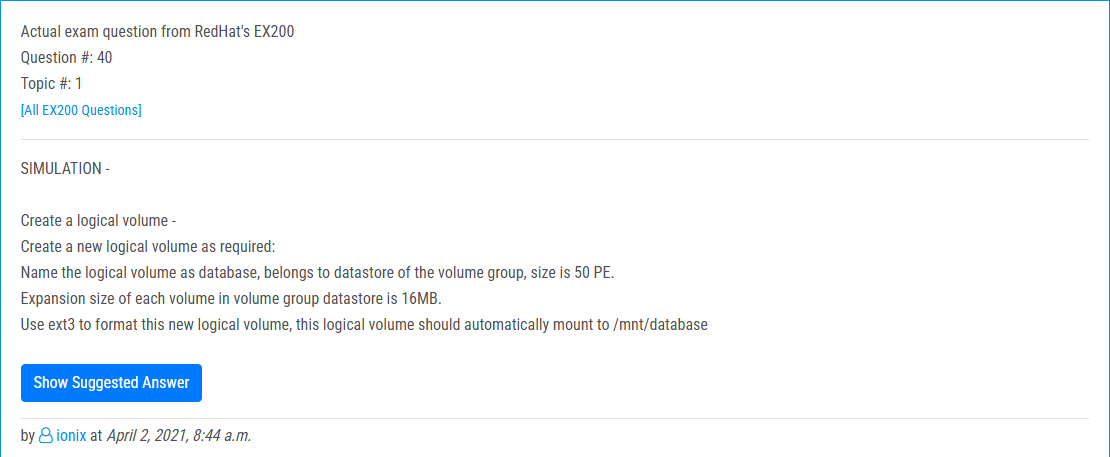 Actual exam question from RedHat's EX200
Question #: 40
Topic #: 1
[All EX200 Questions]
SIMULATION -
Create a logical volume -
Create a new logical volume as required:
Name the logical volume as database, belongs to datastore of the volume group, size is 50 PE.
Expansion size of each volume in volume group datastore is 16MB.
Use ext3 to format this new logical volume, this logical volume should automatically mount to /mnt/database
Show Suggested Answer
by ionix at April 2, 2021, 8:44 a.m.